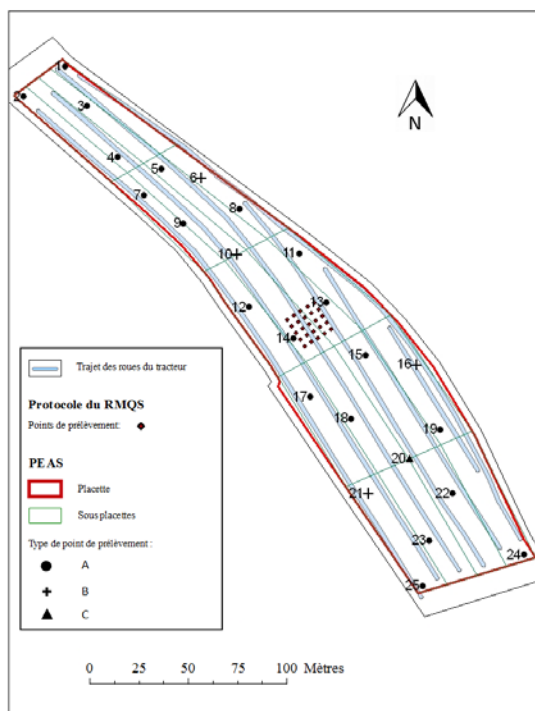 N
1
2
3
4
5
6
7
8
9
10
11
12
13
14
15
16
17
18
19
20
21
22
23
24
25
Trajet des roues du tracteur
Protocole du RMQS
Points de prélèvement:
PEAS
Placette
Sous placettes
Type de point de prélèvement :
A
B
C
0 25 50 75 100 Mètres